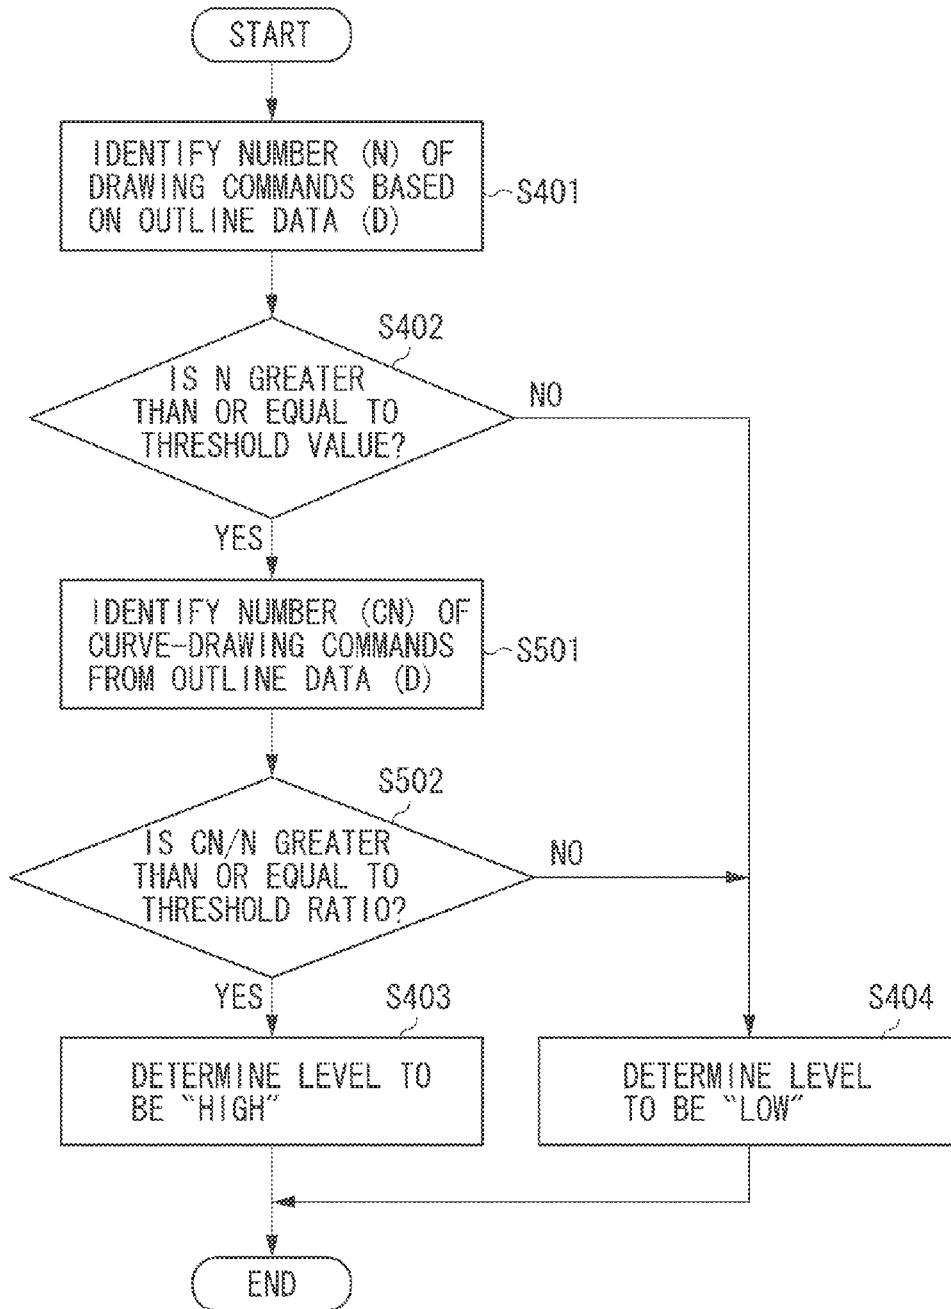 START
IDENTIFY NUMBER (N) OF
DRAWING COMMANDS BASED
ON OUTLINE DATA (D)
S401
S402
IS N GREATER
THAN OR EQUAL TO
THRESHOLD VALUE?
NO
YES
IDENTIFY NUMBER (CN) OF
CURVE-DRAWING COMMANDS
FROM OUTLINE DATA (D)
S501
S502
IS CN/N GREATER
THAN OR EQUAL TO
THRESHOLD RATIO?
NO
YES
S403
DETERMINE LEVEL TO
BE “HIGH”
S404
DETERMINE LEVEL
TO BE “LOW”
END